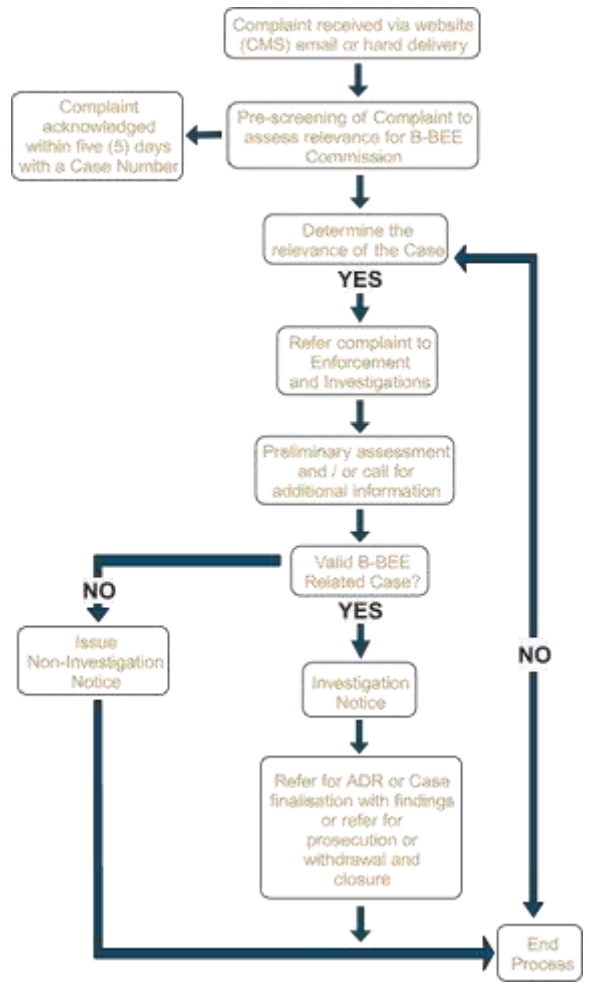 Complaint received via website
(CMS) email or hand delivery
Complaint
acknowledged
within five (5) days
with a Case Number
Pre-screening of Complaint to
assess relevance for B-BEE
Commission
Determine the
relevance of the Case
YES
Refer complaint to
Enforcement
and Investigations
Preliminary assessment
and / or call for
additional information
Valid B-BEE
Related Case?
NO
YES
Issue
Non-Investigation
Notice
NO
Investigation
Notice
Refer for ADR or Case
finalisation with findings
or refer for
prosecution or
withdrawal and
closure
End
Process